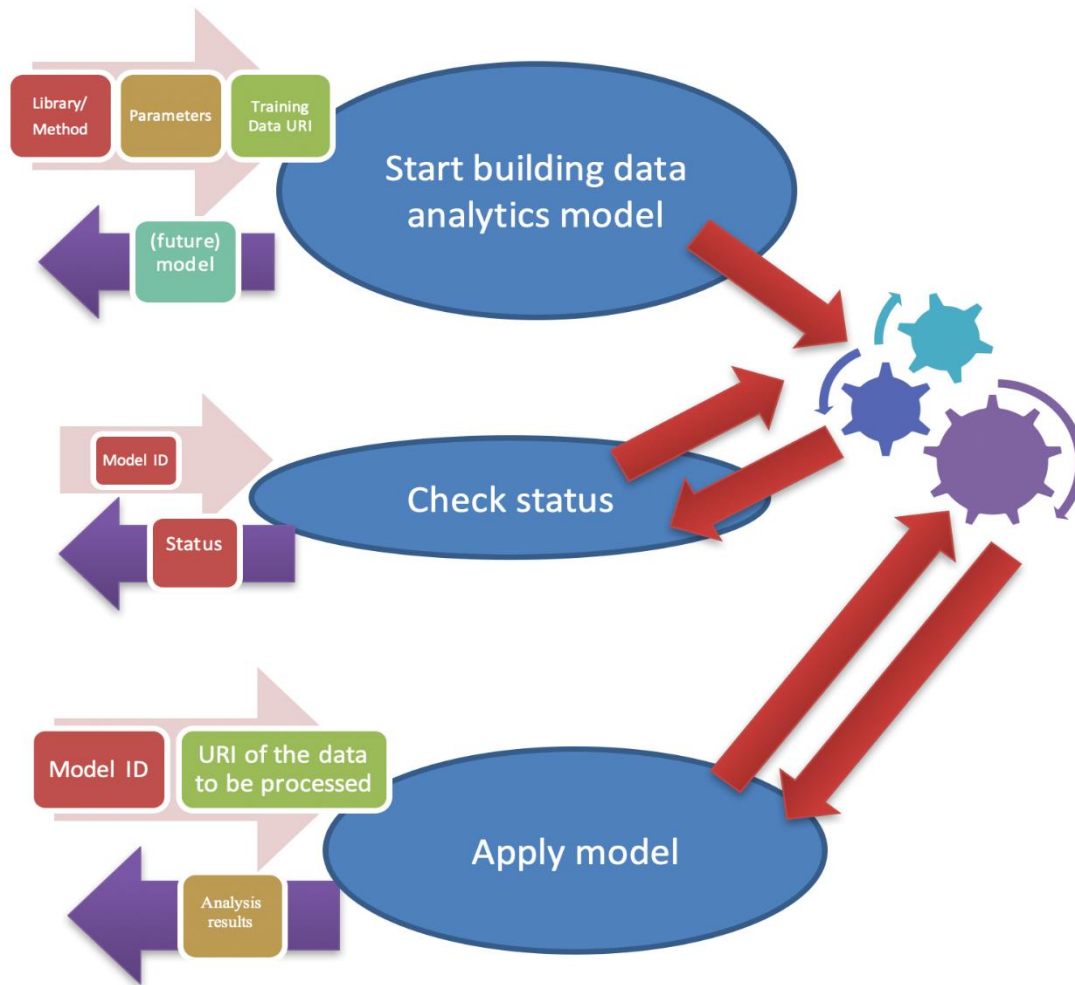 Library/
Method
Parameters
Training
Data URI
Start building data
analytics model
(future)
model
Model ID
Check status
Status
Model ID
URI of the data
to be processed
Apply model
Analysis
results